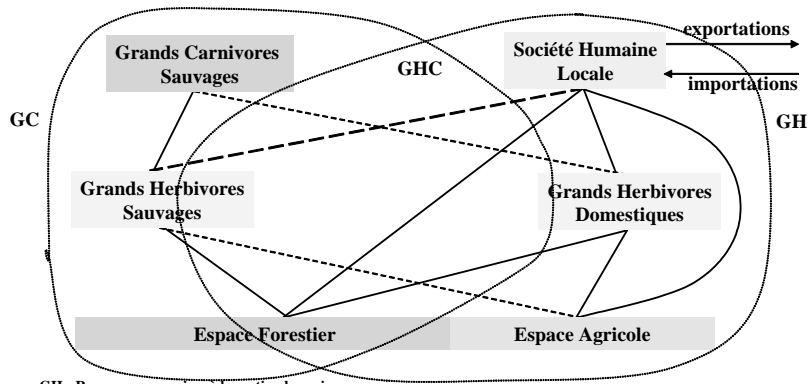 exportations
Grands Carnivores
Sauvages
Société Humaine
Locale
GHC
importations
GC
GH
Grands Herbivores
Sauvages
Grands Herbivores
Domestiques
Espace Forestier
Espace Agricole